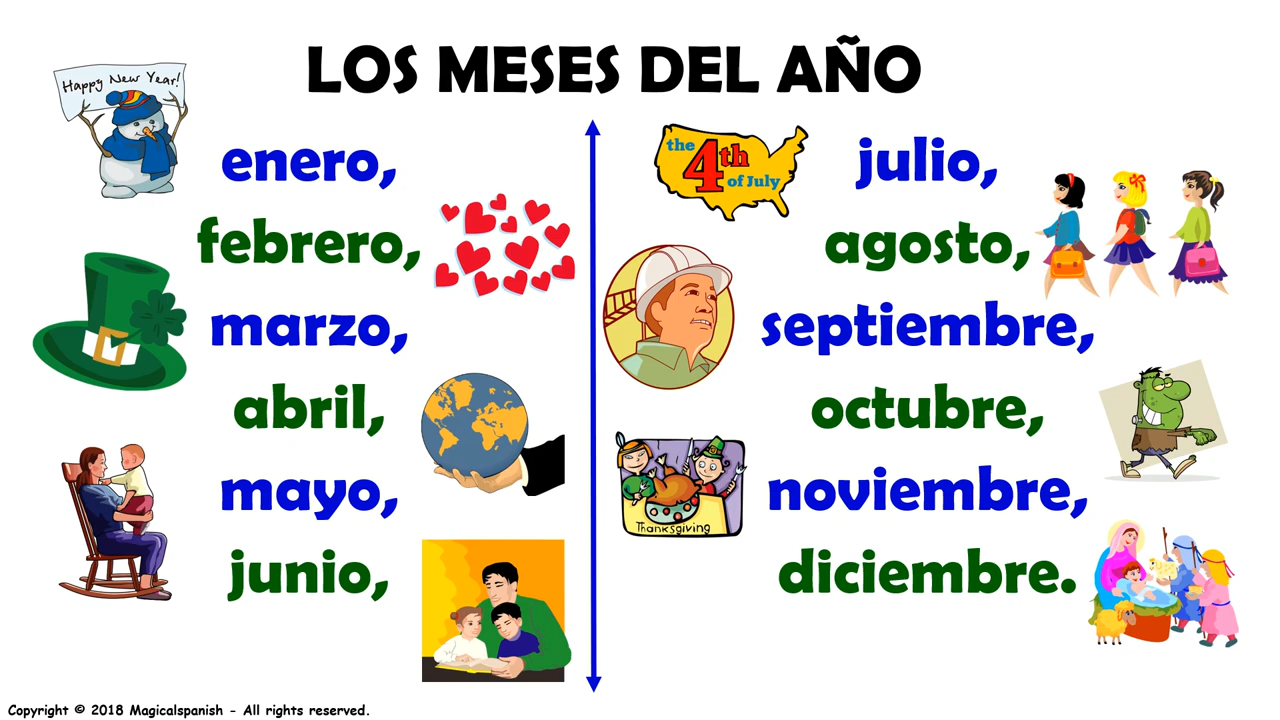 LOS MESES DEL AÑO
Happy New Year!
enero,
febrero,
marzo,
abril,
mayo,
junio,
the 4th of July
julio,
agosto,
septiembre,
octubre,
noviembre,
Thanksgiving
diciembre.
Copyright © 2018 Magicalspanish - All rights reserved.